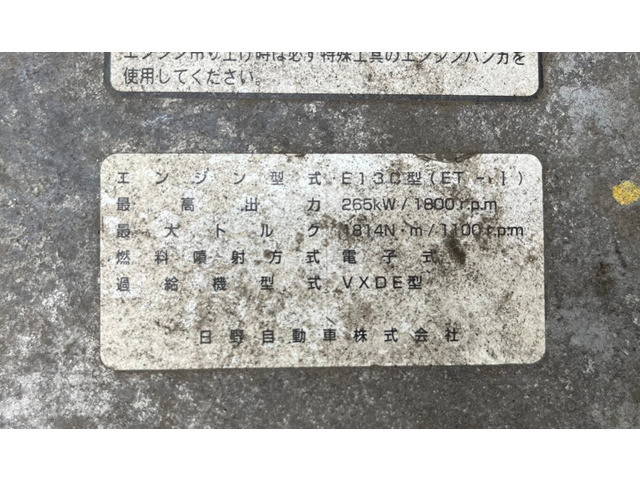 エンジン吊り上げ時は必ず特殊工具のエンジンハンガを
使用してください。
エンジン型式 E13C型(ET-Ⅰ)
最高出力 265kW/1800r.p.m
最大トルク 1814N・m/1100r.p.m
燃料噴射方式 電子式
過給機型式 VXDE型
日野自動車株式会社